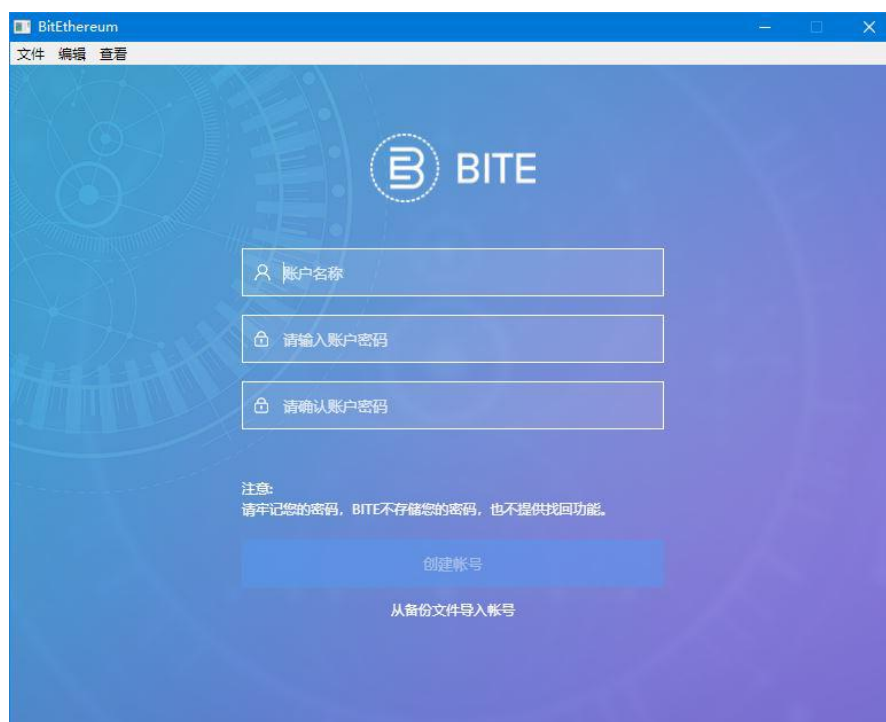 BitEthereum
文件 编辑 查看
BITE
账户名称
请输入账户密码
请确认账户密码
注意:
请牢记您的密码，BITE不存储您的密码，也不提供找回功能。
创建帐号
从备份文件导入帐号